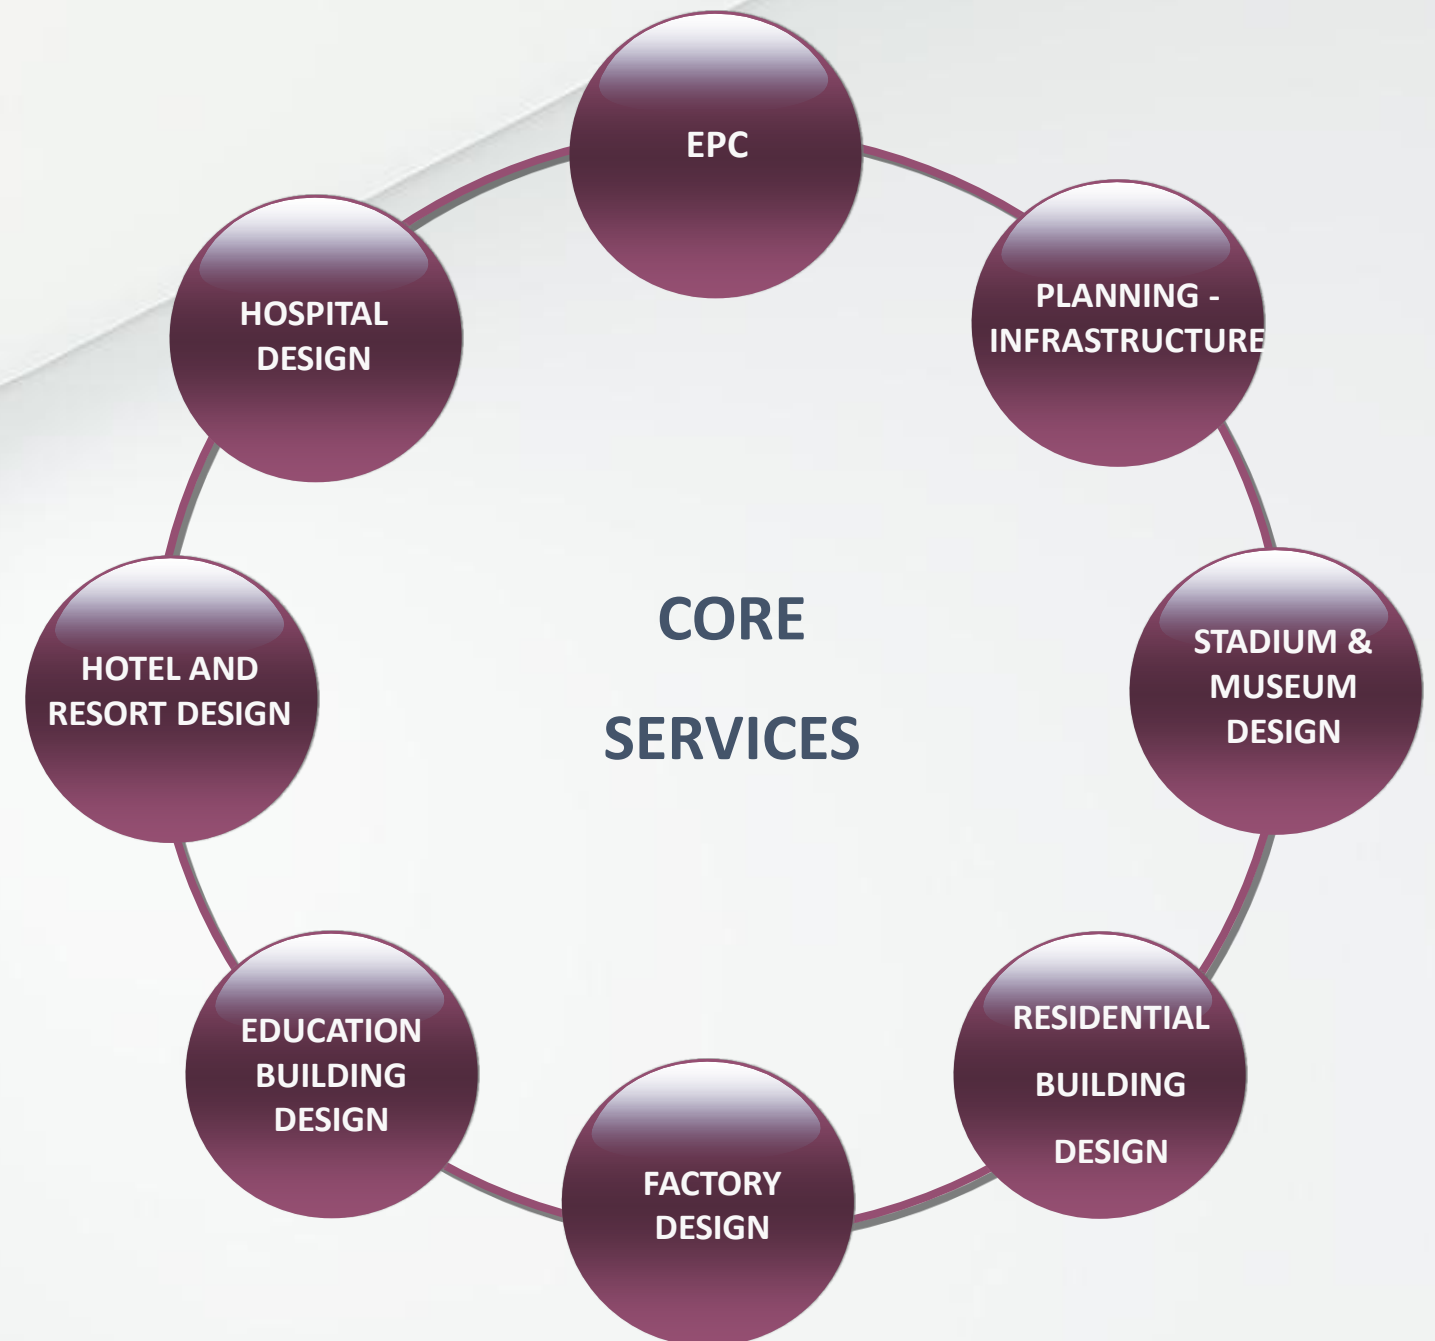 EPC
PLANNING -
INFRASTRUCTURE
STADIUM &
MUSEUM
DESIGN
RESIDENTIAL
BUILDING
DESIGN
FACTORY
DESIGN
EDUCATION
BUILDING
DESIGN
HOTEL AND
RESORT DESIGN
HOSPITAL
DESIGN
CORE
SERVICES